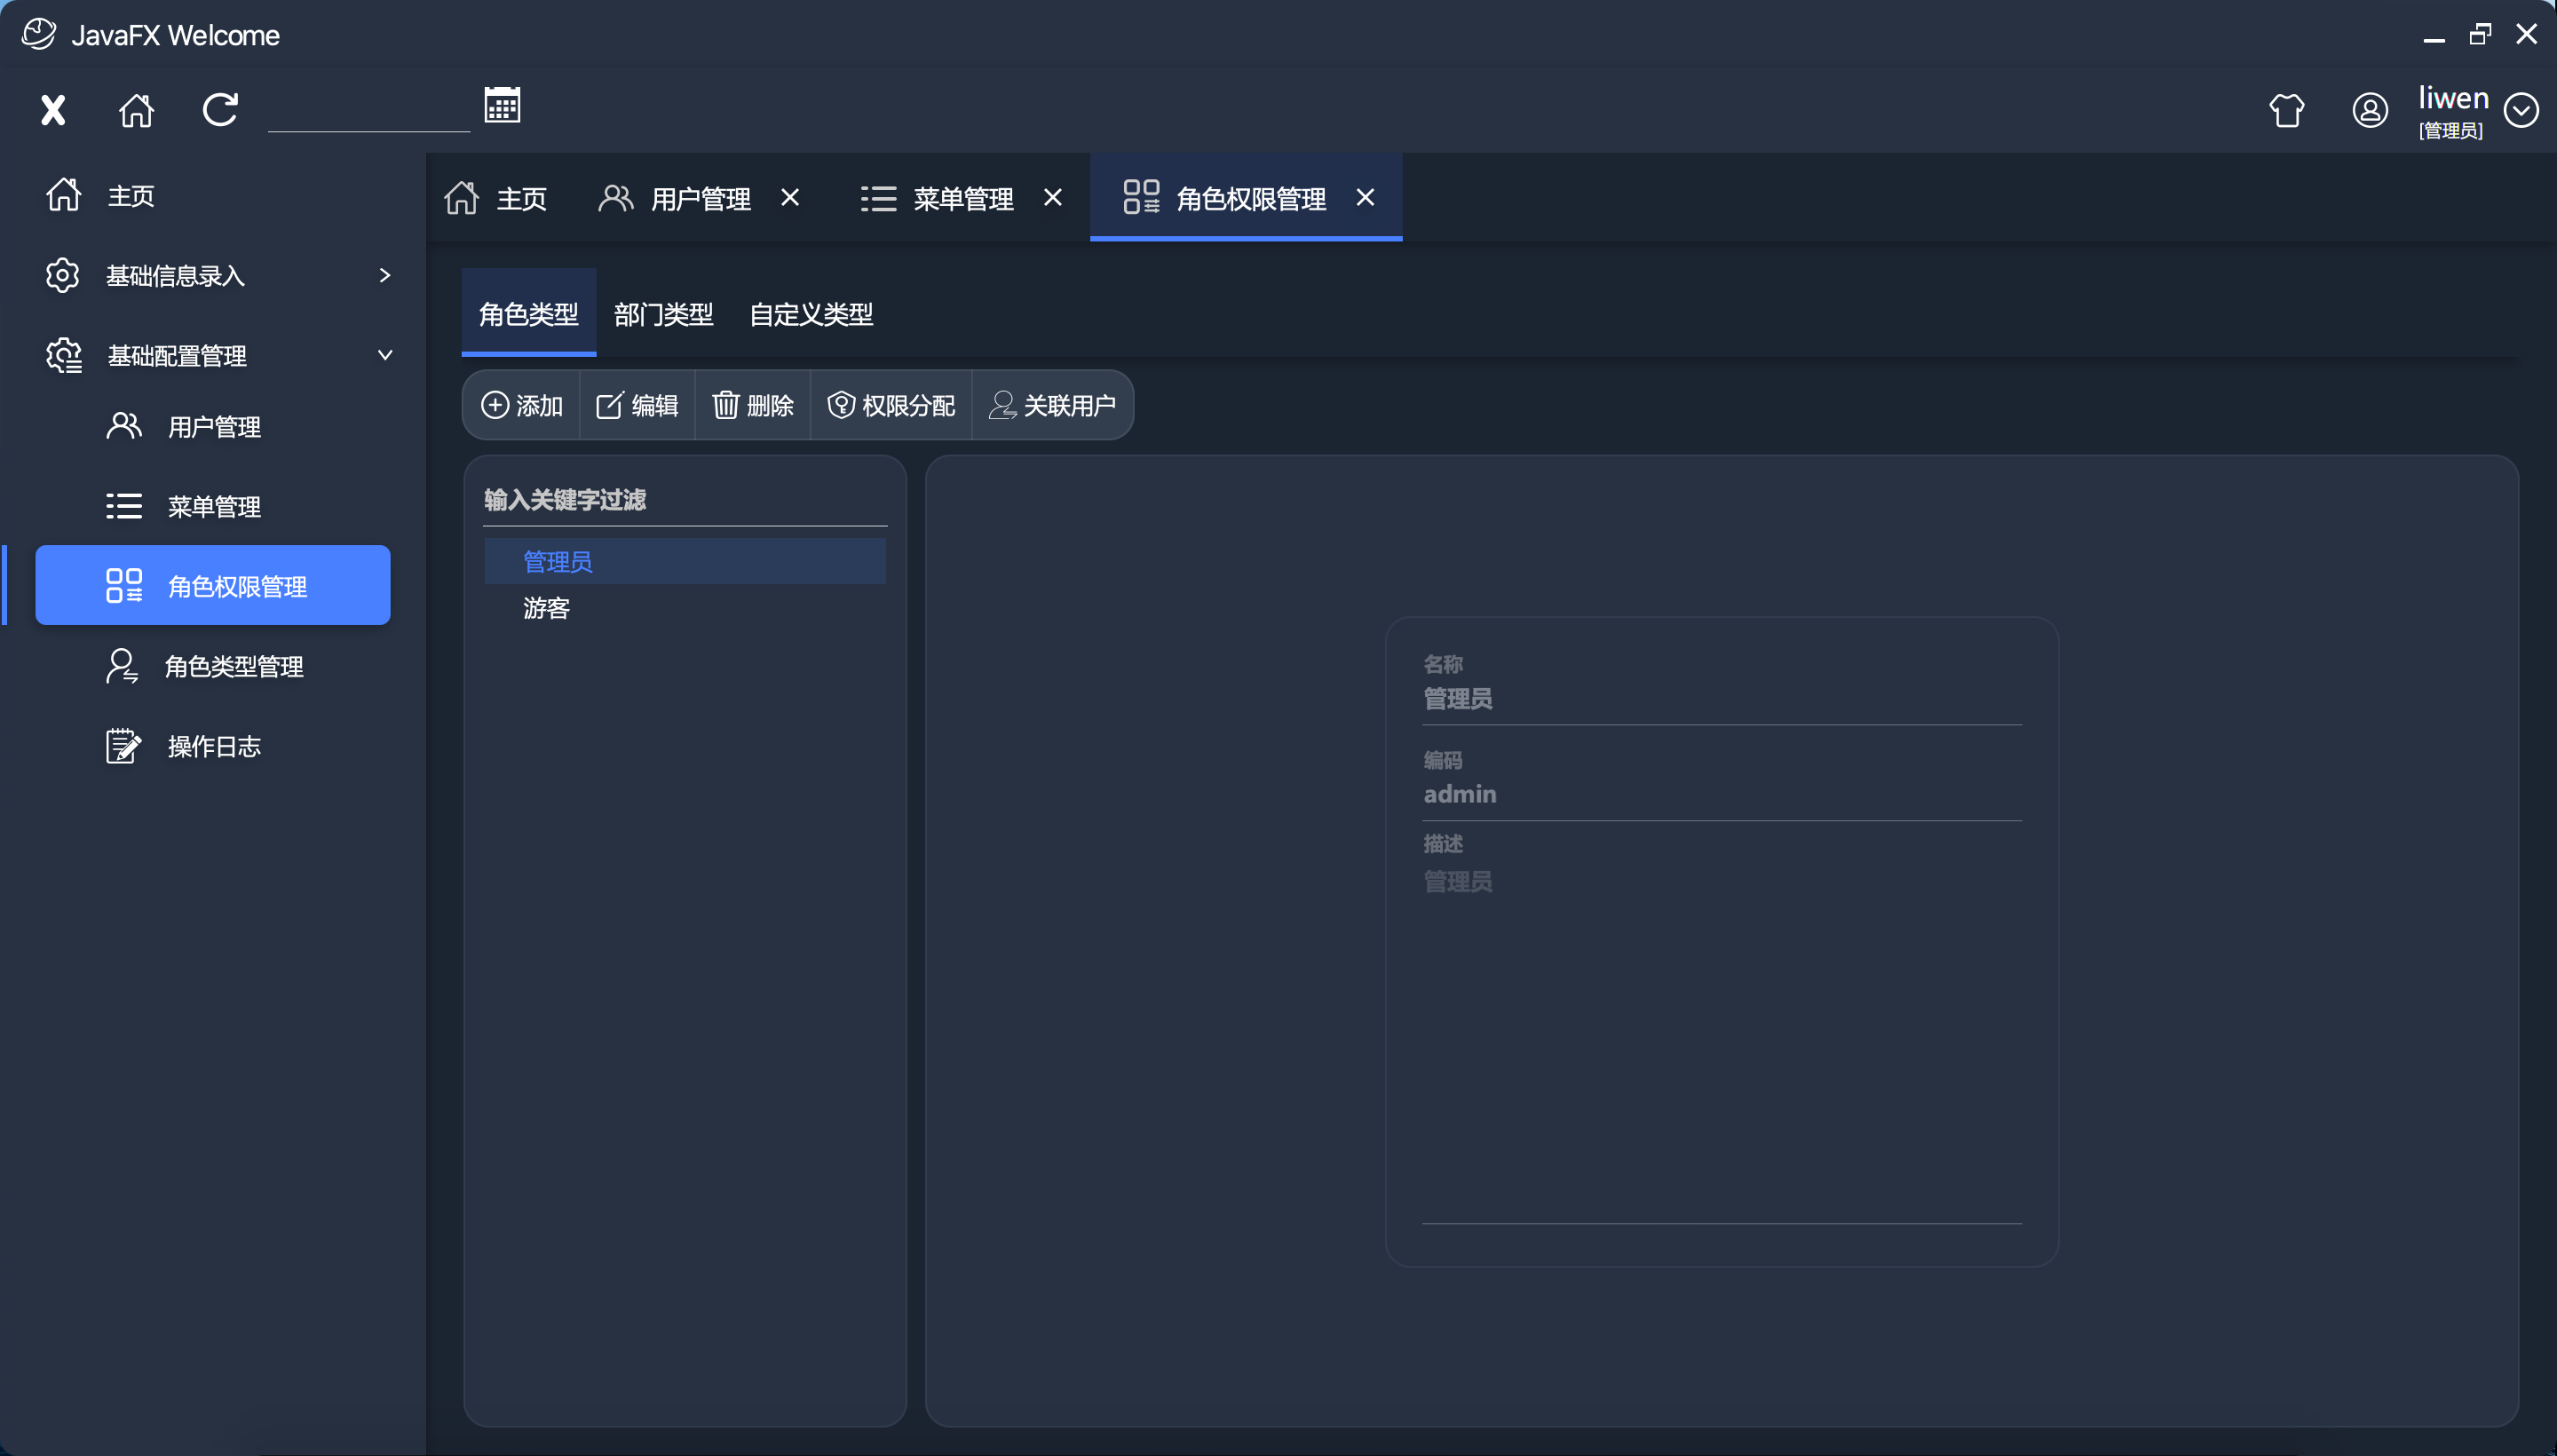 JavaFX Welcome
liwen
[管理员]
主页
基础信息录入
基础配置管理
用户管理
菜单管理
角色权限管理
角色类型管理
操作日志
主页 用户管理 菜单管理 角色权限管理
角色类型 部门类型 自定义类型
添加 编辑 删除 权限分配 关联用户
输入关键字过滤
管理员
游客
名称
管理员
编码
admin
描述
管理员